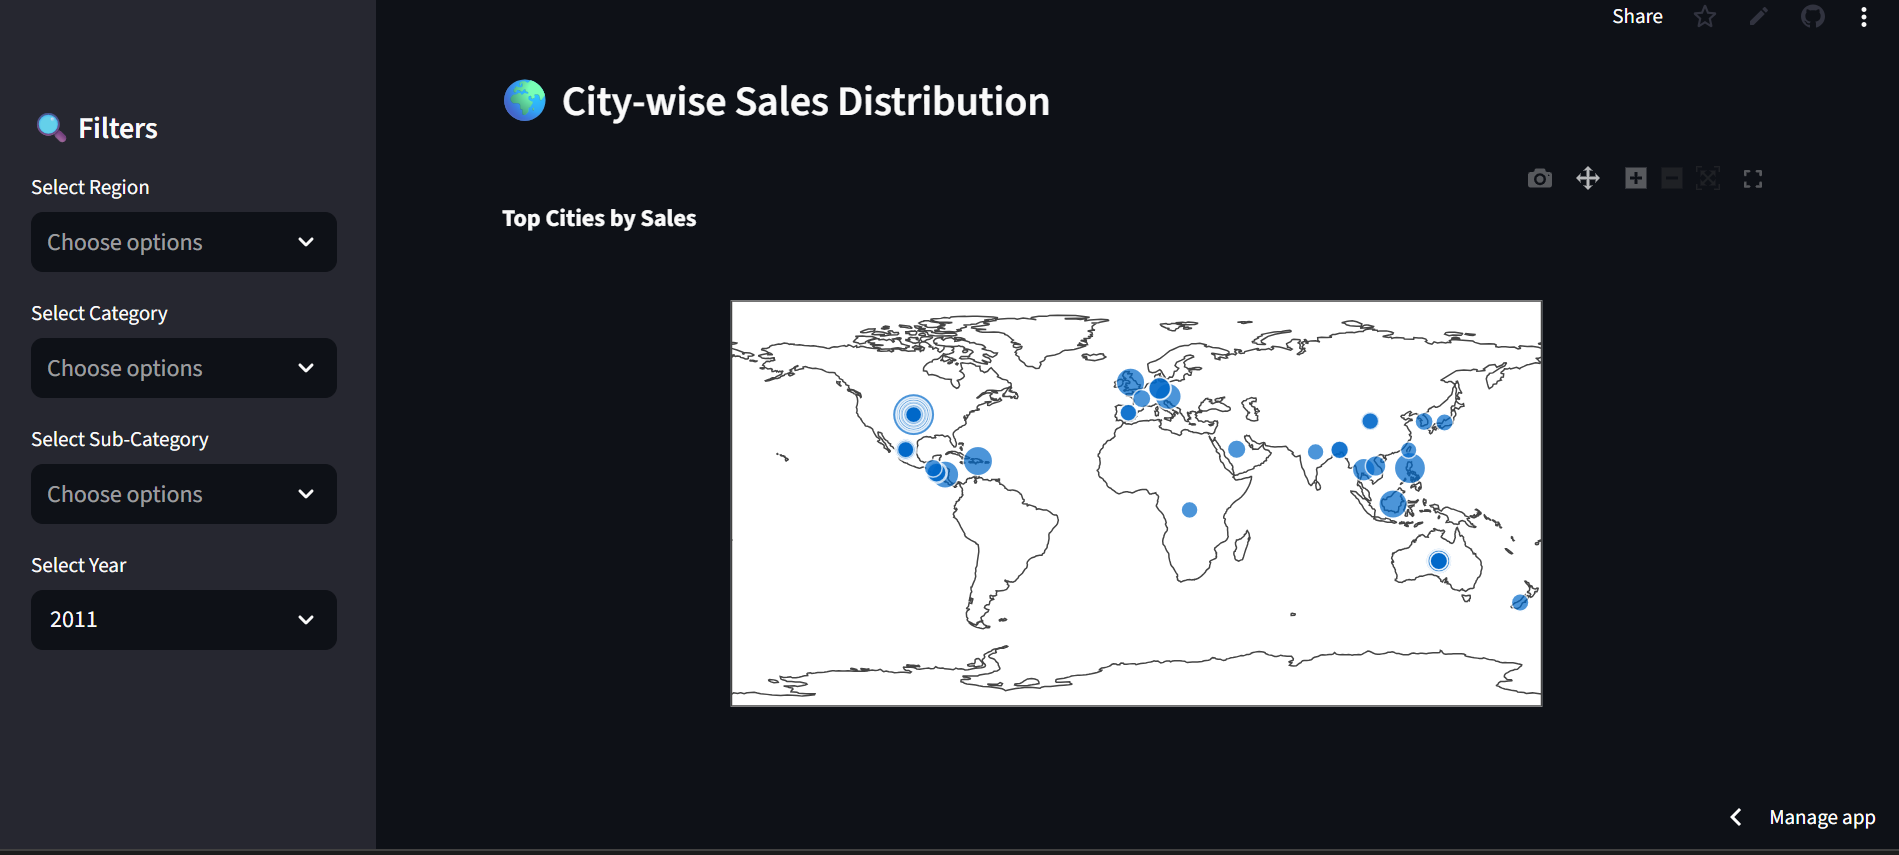 Share
City-wise Sales Distribution
Filters
Select Region
Choose options
Select Category
Choose options
Select Sub-Category
Choose options
Select Year
2011
Top Cities by Sales
Manage app